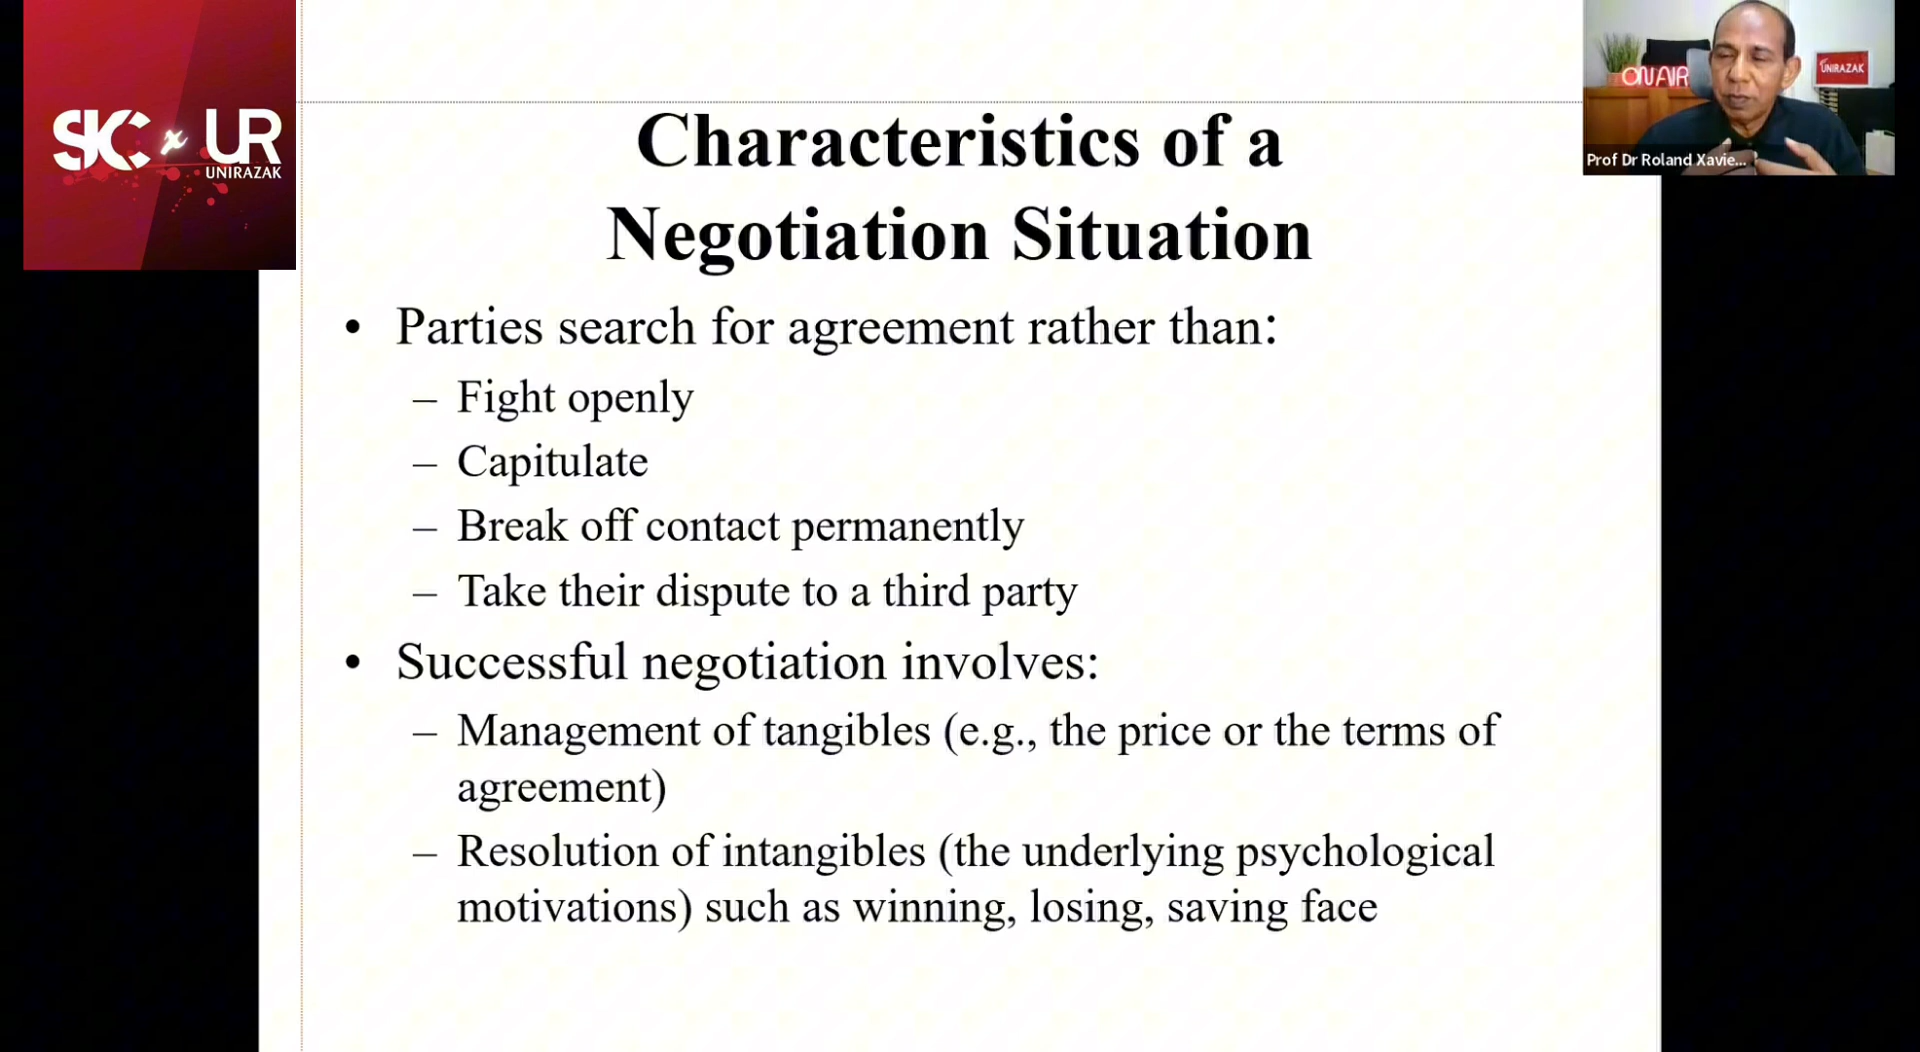 SIC x UR
UNIRAZAK
ON AIR
UNIRAZAK
Prof Dr Roland Xavie...
Characteristics of a
Negotiation Situation
• Parties search for agreement rather than:
– Fight openly
– Capitulate
– Break off contact permanently
– Take their dispute to a third party
• Successful negotiation involves:
– Management of tangibles (e.g., the price or the terms of
agreement)
– Resolution of intangibles (the underlying psychological
motivations) such as winning, losing, saving face